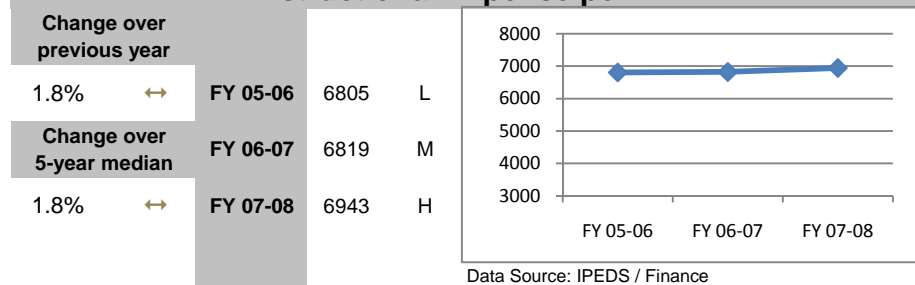 Change over
previous year
1.8% ↔ FY 05-06 6805 L
Change over
5-year median
FY 06-07 6819 M
1.8% ↔ FY 07-08 6943 H
8000
7000
6000
5000
4000
3000
FY 05-06 FY 06-07 FY 07-08
Data Source: IPEDS / Finance